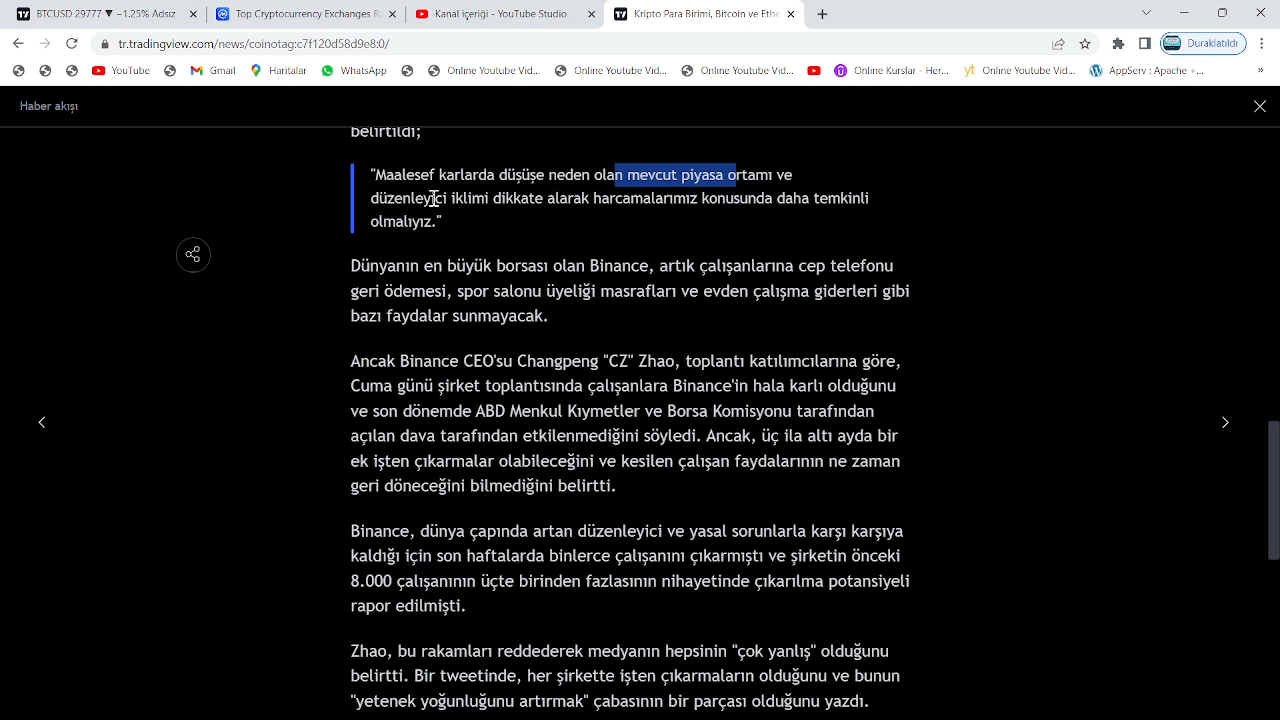 BTCUSD 29777 ▼ −1.25% Adsız
Top Cryptocurrency Exchanges R
Kanal içeriği - YouTube Studio
Kripto Para Birimi, Bitcoin ve Eth
tr.tradingview.com/news/coinotag:c7f120d58d9e8:0/
Duraklatıldı
YouTube
Gmail
Haritalar
WhatsApp
Online Youtube Vid...
Online Youtube Vid...
Online Youtube Vid...
Online Kurslar - Her...
yt Online Youtube Vid...
AppServ : Apache +...
»
Haber akışı
belirtildi;
"Maalesef karlarda düşüşe neden olan mevcut piyasa ortamı ve
düzenleyici iklimi dikkate alarak harcamalarımız konusunda daha temkinli
olmalıyız."
Dünyanın en büyük borsası olan Binance, artık çalışanlarına cep telefonu
geri ödemesi, spor salonu üyeliği masrafları ve evden çalışma giderleri gibi
bazı faydalar sunmayacak.
Ancak Binance CEO'su Changpeng "CZ" Zhao, toplantı katılımcılarına göre,
Cuma günü şirket toplantısında çalışanlara Binance'in hala karlı olduğunu
ve son dönemde ABD Menkul Kıymetler ve Borsa Komisyonu tarafından
açılan dava tarafından etkilenmediğini söyledi. Ancak, üç ila altı ayda bir
ek işten çıkarmalar olabileceğini ve kesilen çalışan faydalarının ne zaman
geri döneceğini bilmediğini belirtti.
Binance, dünya çapında artan düzenleyici ve yasal sorunlarla karşı karşıya
kaldığı için son haftalarda binlerce çalışanını çıkarmıştı ve şirketin önceki
8.000 çalışanının üçte birinden fazlasının nihayetinde çıkarılma potansiyeli
rapor edilmişti.
Zhao, bu rakamları reddederek medyanın hepsinin "çok yanlış" olduğunu
belirtti. Bir tweetinde, her şirkette işten çıkarmaların olduğunu ve bunun
"yetenek yoğunluğunu artırmak" çabasının bir parçası olduğunu yazdı.